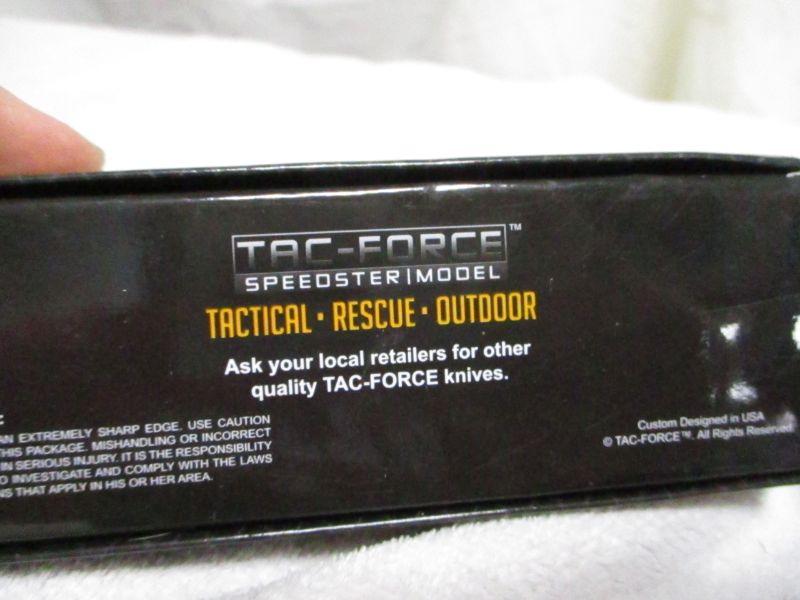 TAC-FORCE™
SPEEDSTER|MODEL
TACTICAL · RESCUE · OUTDOOR
Ask your local retailers for other
quality TAC-FORCE knives.
:
AN EXTREMELY SHARP EDGE. USE CAUTION
THIS PACKAGE. MISHANDLING OR INCORRECT
IN SERIOUS INJURY. IT IS THE RESPONSIBILITY
O INVESTIGATE AND COMPLY WITH THE LAWS
NS THAT APPLY IN HIS OR HER AREA.
Custom Designed in USA
© TAC-FORCE™. All Rights Reserved